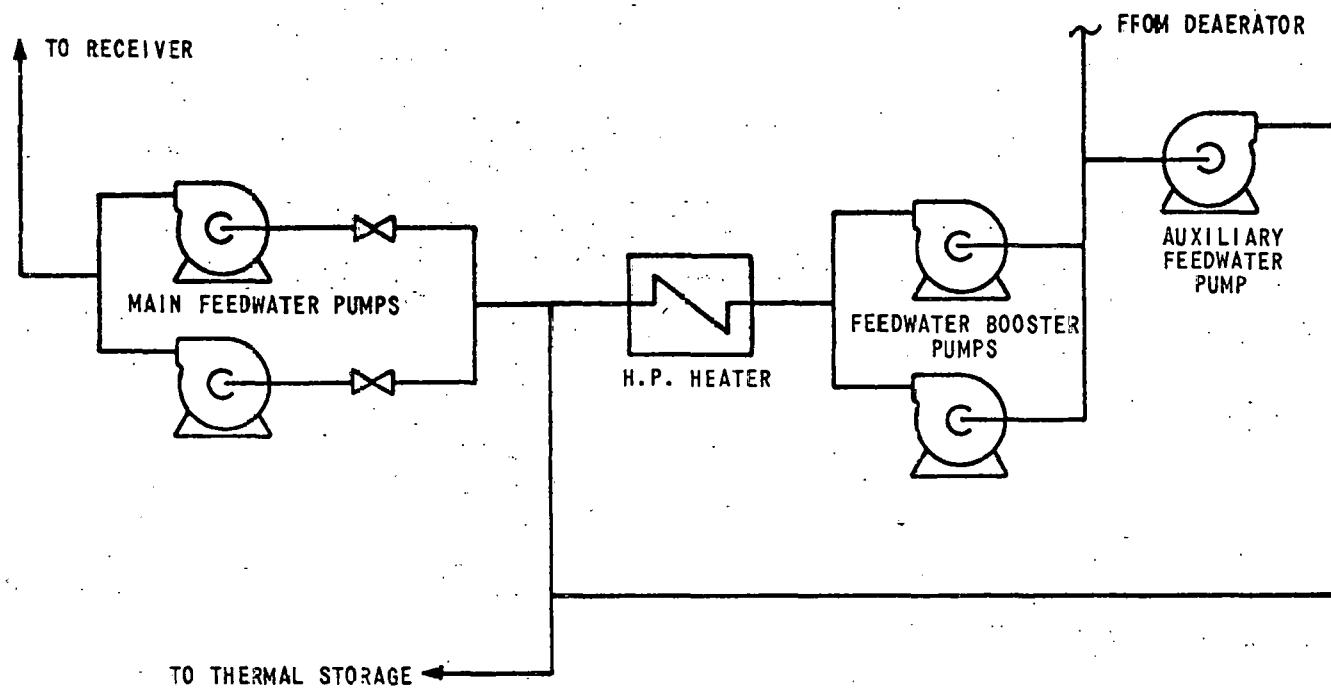 TO RECEIVER
FFOM DEAERATOR
AUXILIARY
FEEDWATER
PUMP
MAIN FEEDWATER PUMPS
FEEDWATER BOOSTER
PUMPS
H.P. HEATER
TO THERMAL STORAGE